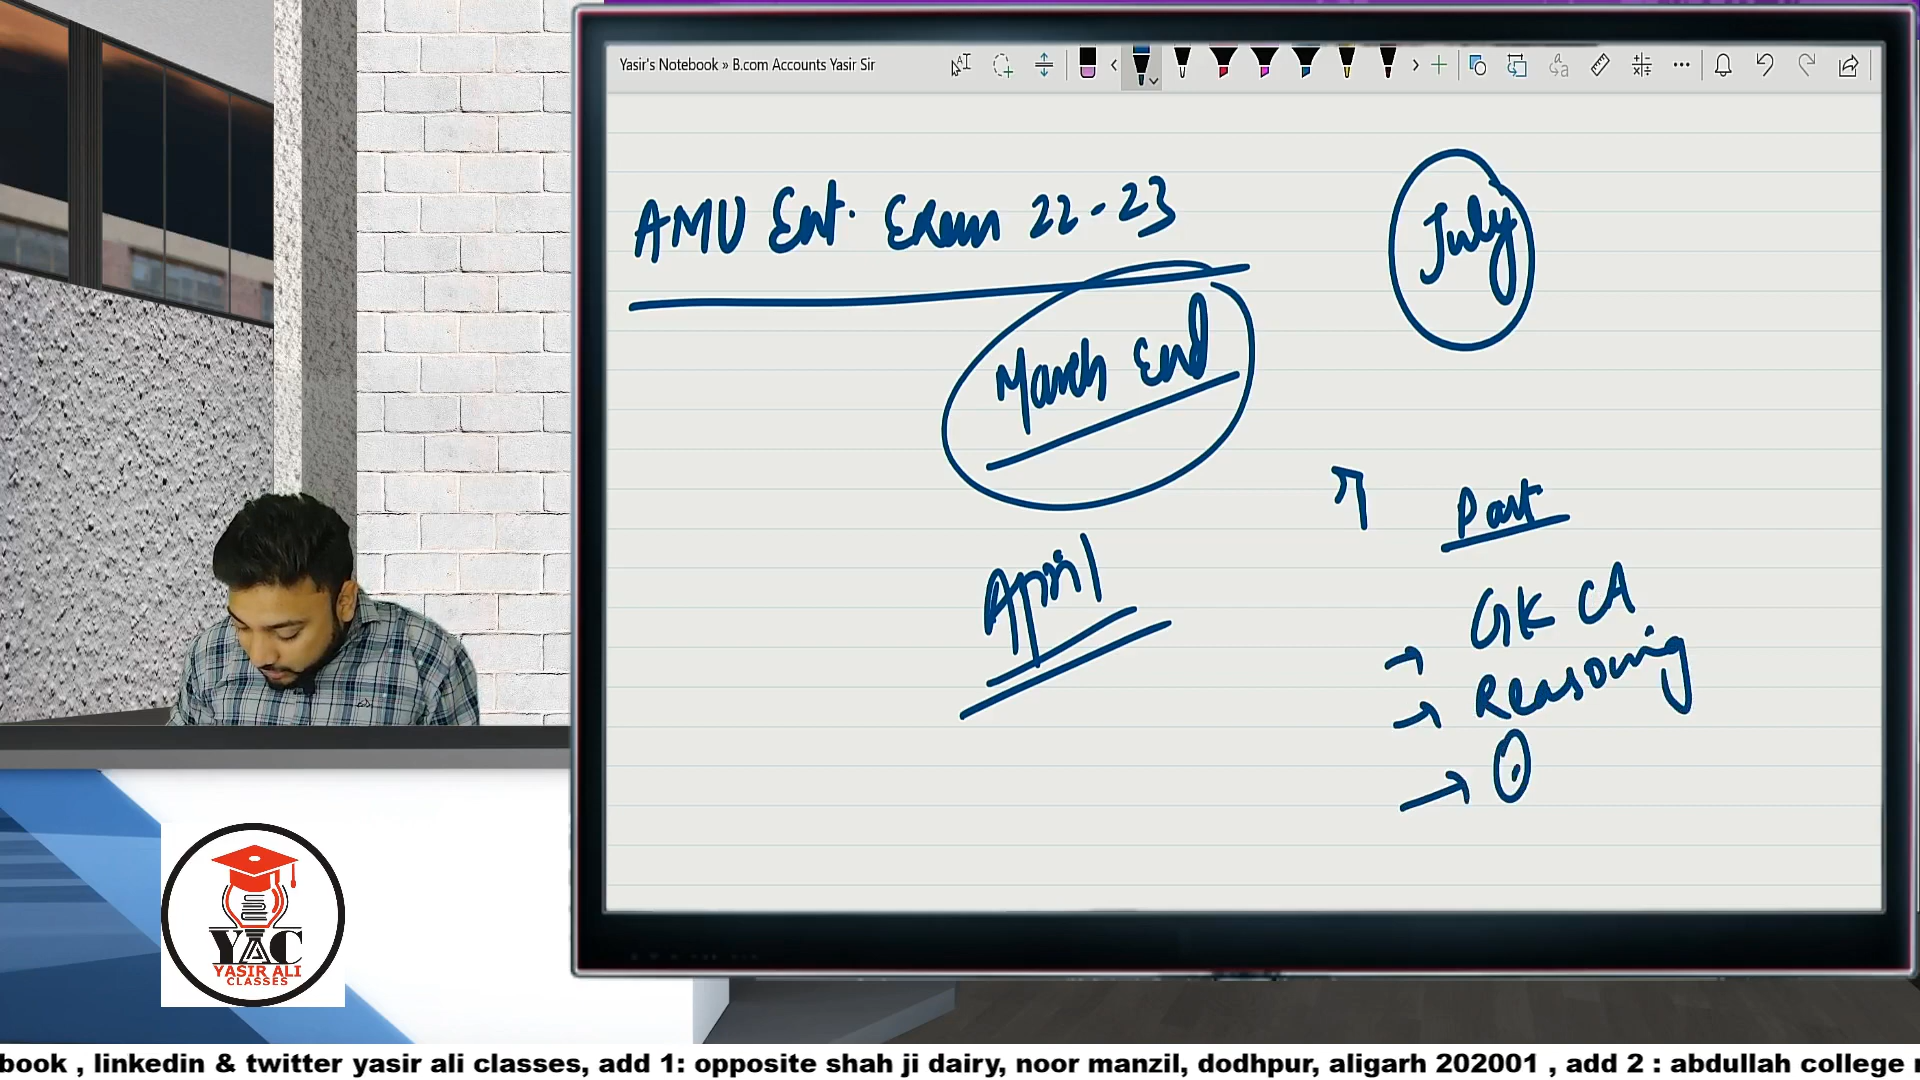 Yasir's Notebook » B.com Accounts Yasir Sir
AMU Ent. Exam 22-23
July
March End
Part
April
GK CA
→ Reasoning
→
YAC
YASIR ALI
CLASSES
book , linkedin & twitter yasir ali classes, add 1: opposite shah ji dairy, noor manzil, dodhpur, aligarh 202001 , add 2 : abdullah college